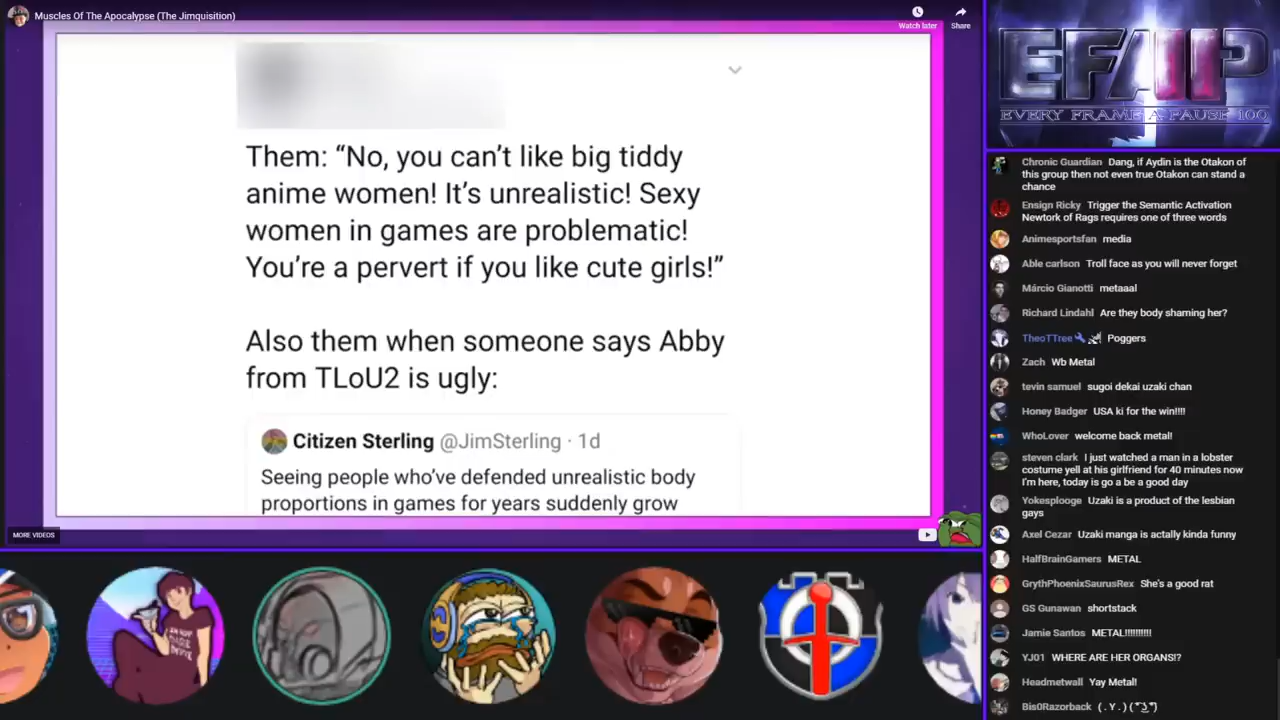 Muscles Of The Apocalypse (The Jimquisition)
Watch later
Share
Them: “No, you can’t like big tiddy
anime women! It’s unrealistic! Sexy
women in games are problematic!
You’re a pervert if you like cute girls!”
Also them when someone says Abby
from TLoU2 is ugly:
Citizen Sterling @JimSterling · 1d
Seeing people who’ve defended unrealistic body
proportions in games for years suddenly grow
MORE VIDEOS
EFAP
EVERY FRAME A PAUSE 100
Chronic Guardian Dang, if Aydin is the Otakon of
this group then not even true Otakon can stand a
chance
Ensign Ricky Trigger the Semantic Activation
Newtork of Rags requires one of three words
Animesportsfan media
Able carlson Troll face as you will never forget
Márcio Gianotti metaaal
Richard Lindahl Are they body shaming her?
TheoTTree Poggers
Zach Wb Metal
tevin samuel sugoi dekai uzaki chan
Honey Badger USA ki for the win!!!!
WhoLover welcome back metal!
steven clark I just watched a man in a lobster
costume yell at his girlfriend for 40 minutes now
I'm here, today is go a be a good day
Yokesplooge Uzaki is a product of the lesbian
gays
Axel Cezar Uzaki manga is actally kinda funny
HalfBrainGamers METAL
GrythPhoenixSaurusRex She's a good rat
GS Gunawan shortstack
Jamie Santos METAL!!!!!!!!!!
YJ01 WHERE ARE HER ORGANS!?
Headmetwall Yay Metal!
Bis0Razorback ( . Y . ) ( ͡° ͜ʖ ͡°)